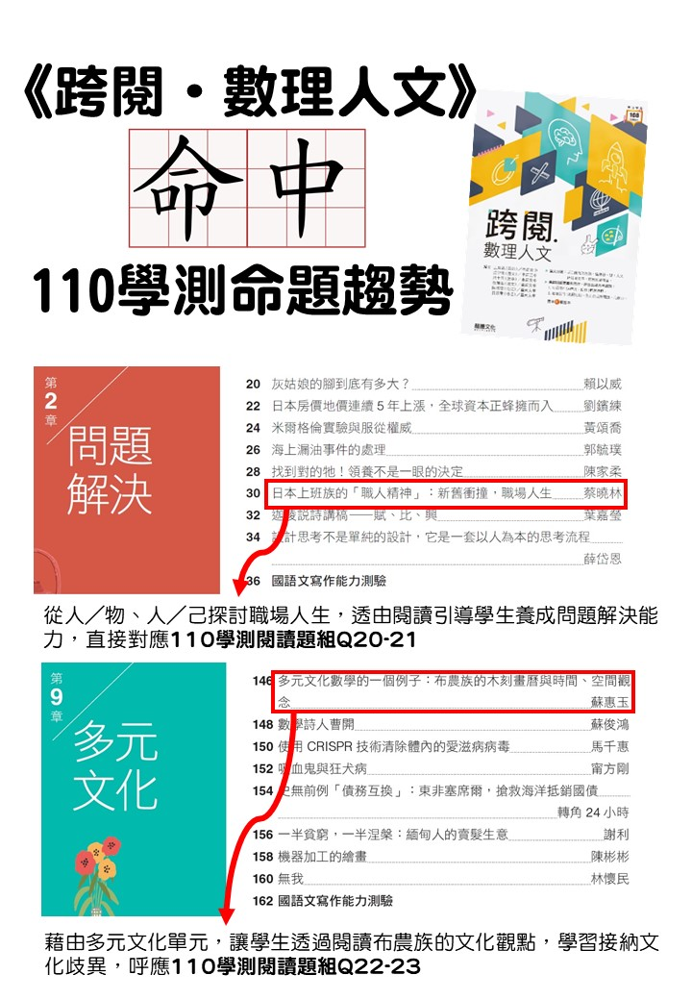 《跨閱・數理人文》
命中
110學測命題趨勢
108
跨閱.
數理人文
龍騰文化
第2章
問題
解決
20 灰姑娘的腳到底有多大？ 賴以威
22 日本房價地價連續5年上漲，全球資本正蜂擁而入 劉鑌練
24 米爾格倫實驗與服從權威 黃頌喬
26 海上漏油事件的處理 郭毓璞
28 找到對的牠！領養不是一眼的決定 陳家柔
30 日本上班族的「職人精神」：新舊衝撞，職場人生 蔡曉林
32 迦陵說詩講稿——賦、比、興 葉嘉瑩
34 設計思考不是單純的設計，它是一套以人為本的思考流程
薛岱恩
36 國語文寫作能力測驗
從人／物、人／己探討職場人生，透由閱讀引導學生養成問題解決能
力，直接對應110學測閱讀題組Q20-21
第9章
多元
文化
146 多元文化數學的一個例子：布農族的木刻畫曆與時間、空間觀
念 蘇惠玉
148 數學詩人曹開 蘇俊鴻
150 使用 CRISPR 技術清除體內的愛滋病病毒 馬千惠
152 吸血鬼與狂犬病 甯方剛
154 史無前例「債務互換」：東非塞席爾，搶救海洋抵銷國債
轉角24小時
156 一半貧窮，一半涅槃：緬甸人的賣髮生意 謝利
158 機器加工的繪畫 陳彬彬
160 無我 林懷民
162 國語文寫作能力測驗
藉由多元文化單元，讓學生透過閱讀布農族的文化觀點，學習接納文
化歧異，呼應110學測閱讀題組Q22-23